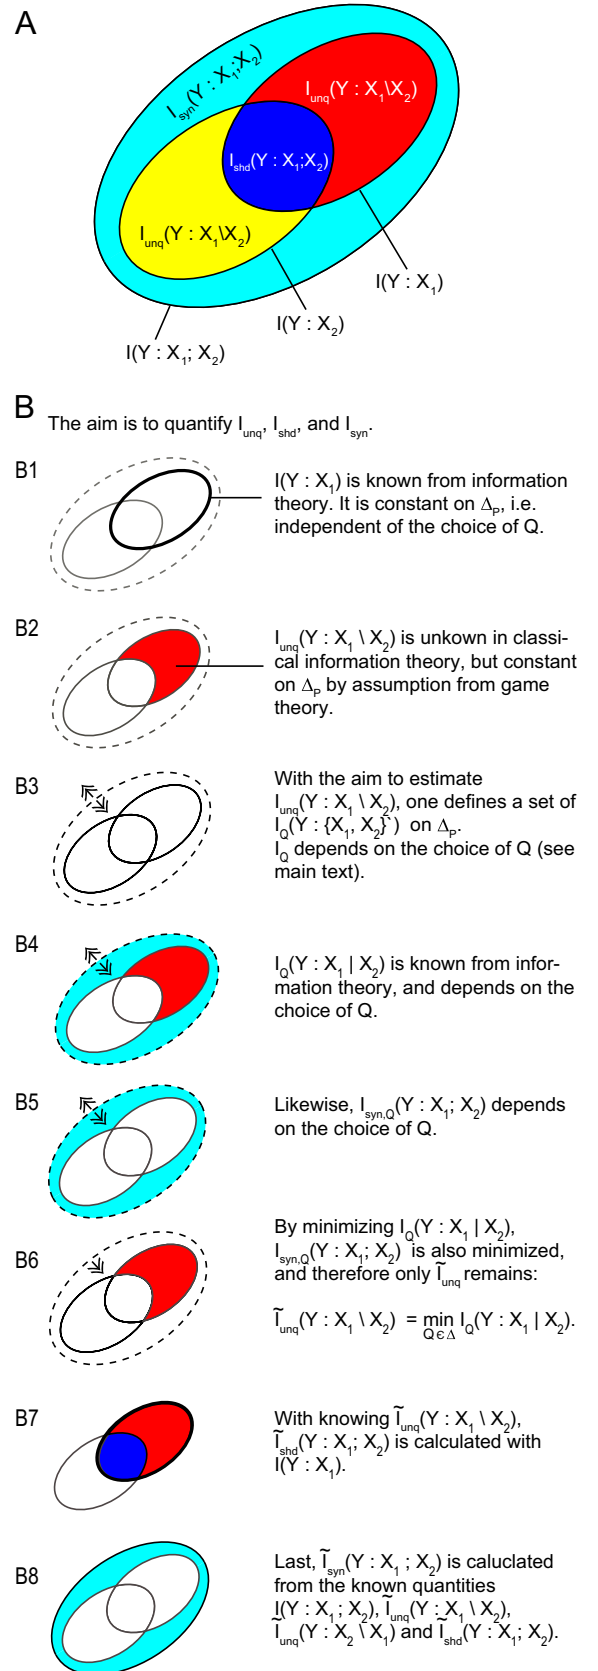 A
I_syn(Y : X_1;X_2)
I_unq(Y : X_1\X_2)
I_shd(Y : X_1;X_2)
I_unq(Y : X_1\X_2)
I(Y : X_1)
I(Y : X_2)
I(Y : X_1; X_2)
B
The aim is to quantify I_unq, I_shd, and I_syn.
B1
I(Y : X_1) is known from information
theory. It is constant on Δ_P, i.e.
independent of the choice of Q.
B2
I_unq(Y : X_1 \ X_2) is unkown in classi-
cal information theory, but constant
on Δ_P by assumption from game
theory.
B3
With the aim to estimate
I_unq(Y : X_1 \ X_2), one defines a set of
I_Q(Y : {X_1, X_2}`) on Δ_P.
I_Q depends on the choice of Q (see
main text).
B4
I_Q(Y : X_1 | X_2) is known from infor-
mation theory, and depends on the
choice of Q.
B5
Likewise, I_syn,Q(Y : X_1; X_2) depends
on the choice of Q.
B6
By minimizing I_Q(Y : X_1 | X_2),
I_syn,Q(Y : X_1; X_2) is also minimized,
and therefore only Ĩ_unq remains:
Ĩ_unq(Y : X_1 \ X_2) = min I_Q(Y : X_1 | X_2).
Q ϵ Δ
B7
With knowing Ĩ_unq(Y : X_1 \ X_2),
Ĩ_shd(Y : X_1; X_2) is calculated with
I(Y : X_1).
B8
Last, Ĩ_syn(Y : X_1 ; X_2) is caluclated
from the known quantities
I(Y : X_1 ; X_2), Ĩ_unq(Y : X_1 \ X_2),
Ĩ_unq(Y : X_2 \ X_1) and Ĩ_shd(Y : X_1; X_2).